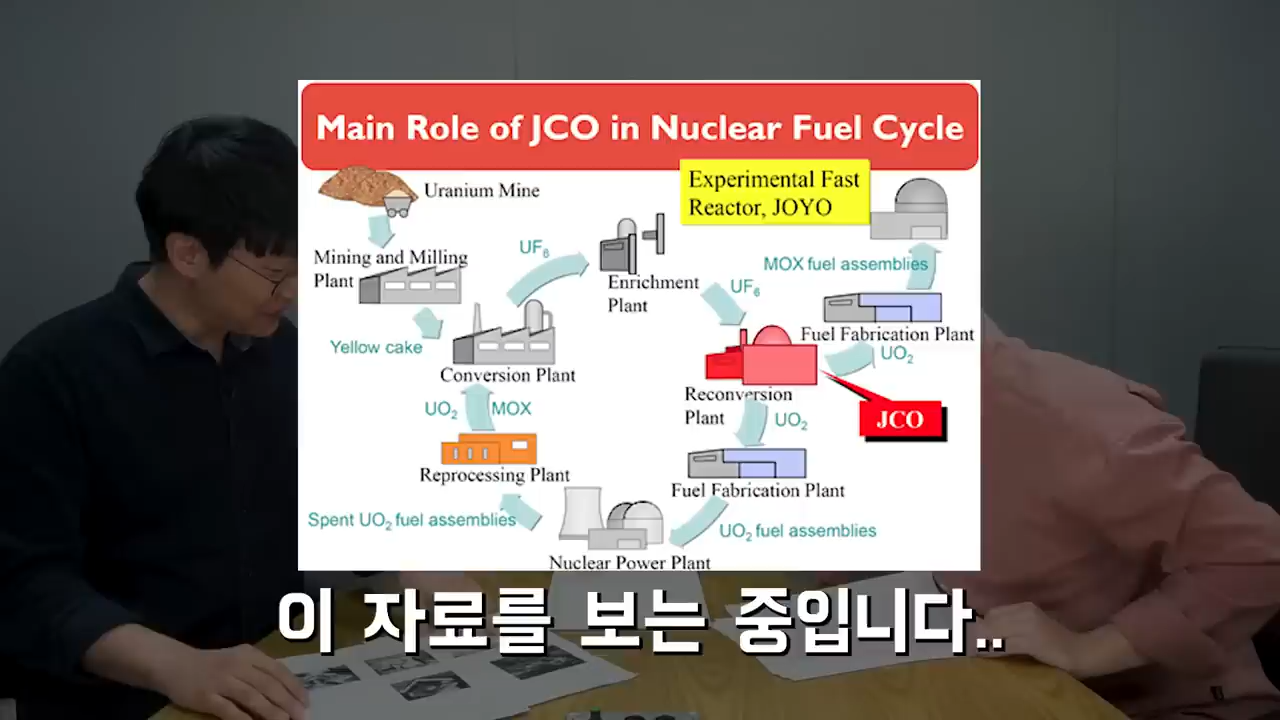 Main Role of JCO in Nuclear Fuel Cycle
Uranium Mine
Experimental Fast
Reactor, JOYO
Mining and Milling
Plant
UF₆
Enrichment
Plant
MOX fuel assemblies
UF₆
Fuel Fabrication Plant
Yellow cake
Conversion Plant
UO₂
Reconversion
Plant
JCO
UO₂
MOX
UO₂
Reprocessing Plant
Fuel Fabrication Plant
Spent UO₂ fuel assemblies
UO₂ fuel assemblies
Nuclear Power Plant
이 자료를 보는 중입니다..